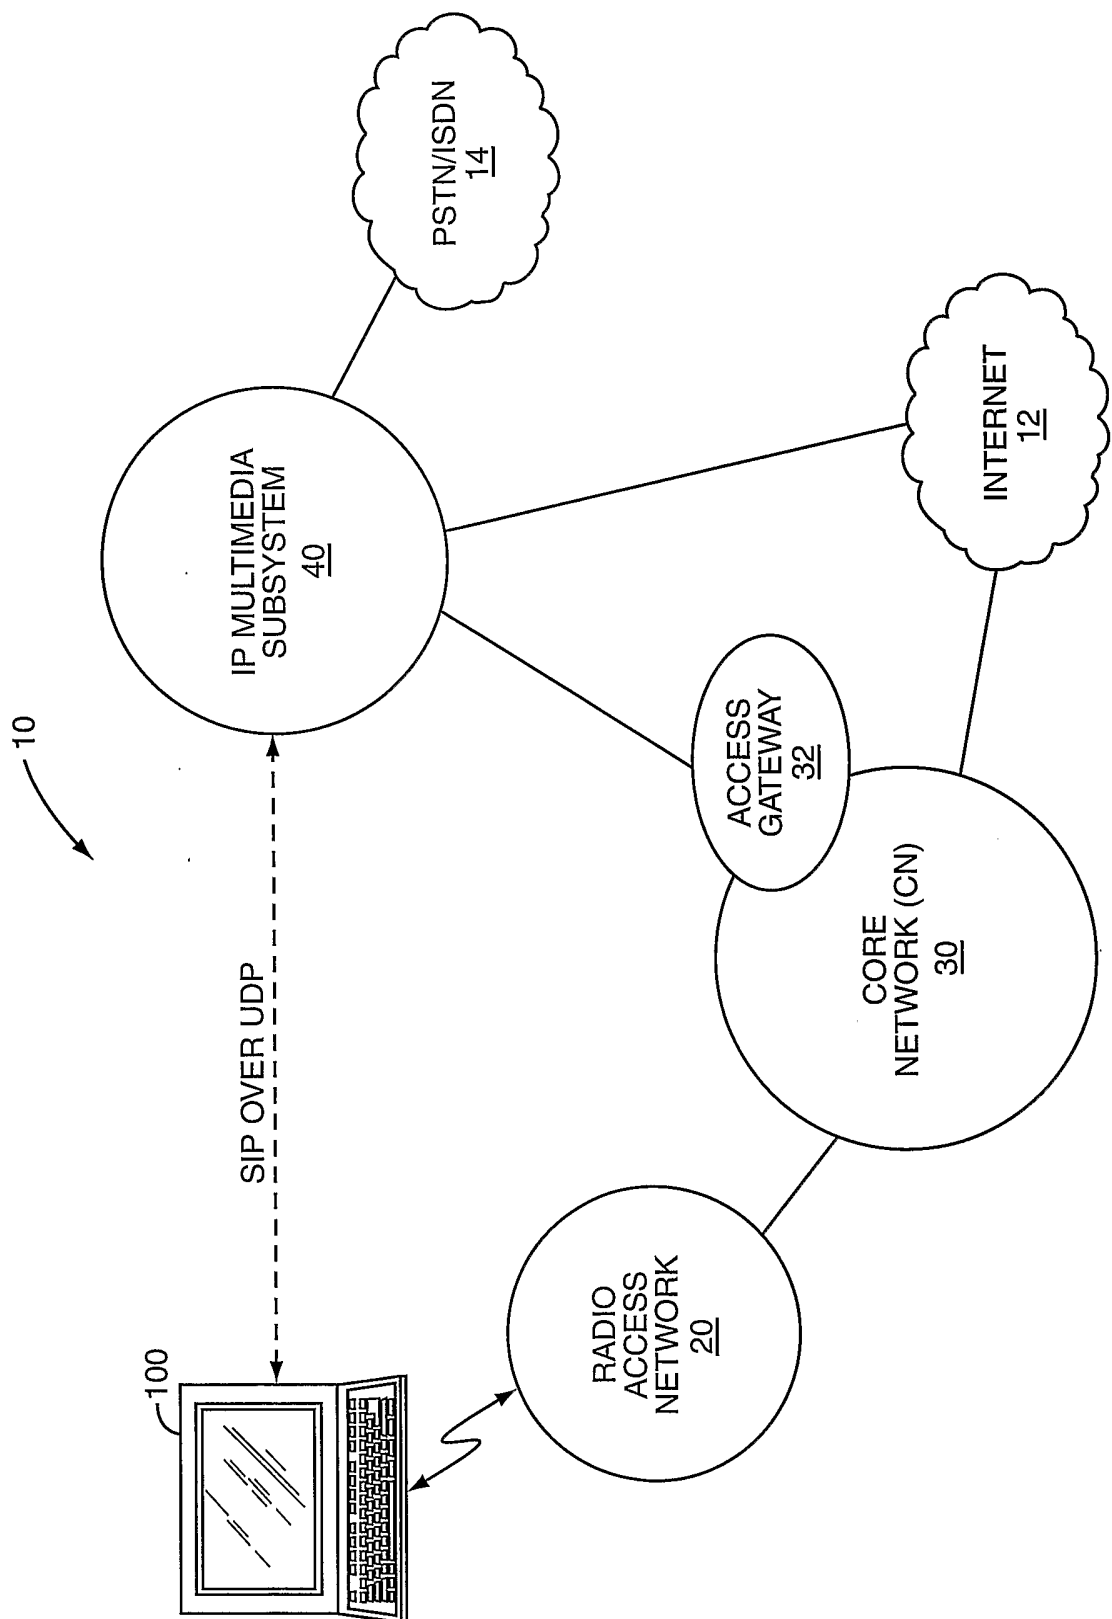 10
100
SIP OVER UDP
IP MULTIMEDIA
SUBSYSTEM
40
PSTN/ISDN
14
RADIO
ACCESS
NETWORK
20
ACCESS
GATEWAY
32
CORE
NETWORK (CN)
30
INTERNET
12